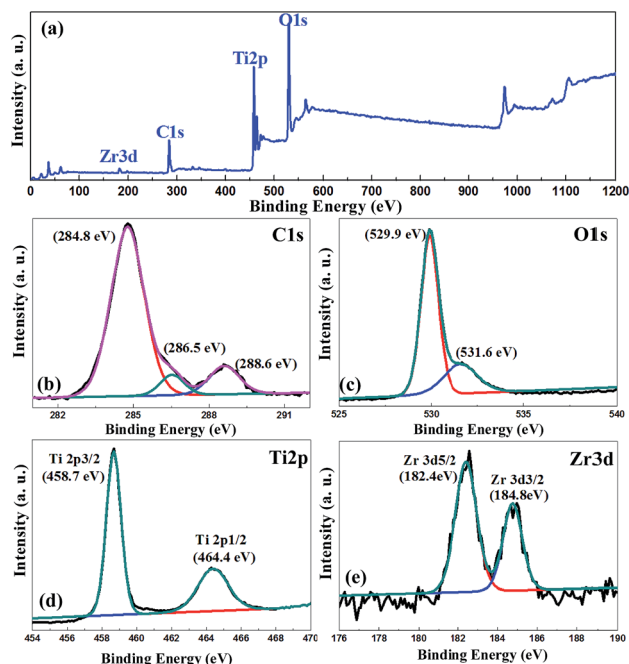 (a)
O1s
Ti2p
C1s
Zr3d
Intensity (a. u.)
0 100 200 300 400 500 600 700 800 900 1000 1100 1200
Binding Energy (eV)
C1s
(284.8 eV)
(286.5 eV)
(288.6 eV)
(b)
Intensity (a. u.)
282 285 288 291
Binding Energy (eV)
O1s
(529.9 eV)
(531.6 eV)
(c)
Intensity (a. u.)
525 530 535 540
Binding Energy (eV)
Ti2p
Ti 2p3/2
(458.7 eV)
Ti 2p1/2
(464.4 eV)
(d)
Intensity (a. u.)
454 456 458 460 462 464 466 468 470
Binding Energy (eV)
Zr3d
Zr 3d5/2
(182.4eV)
Zr 3d3/2
(184.8eV)
(e)
Intensity (a. u.)
176 178 180 182 184 186 188 190
Binding Energy (eV)